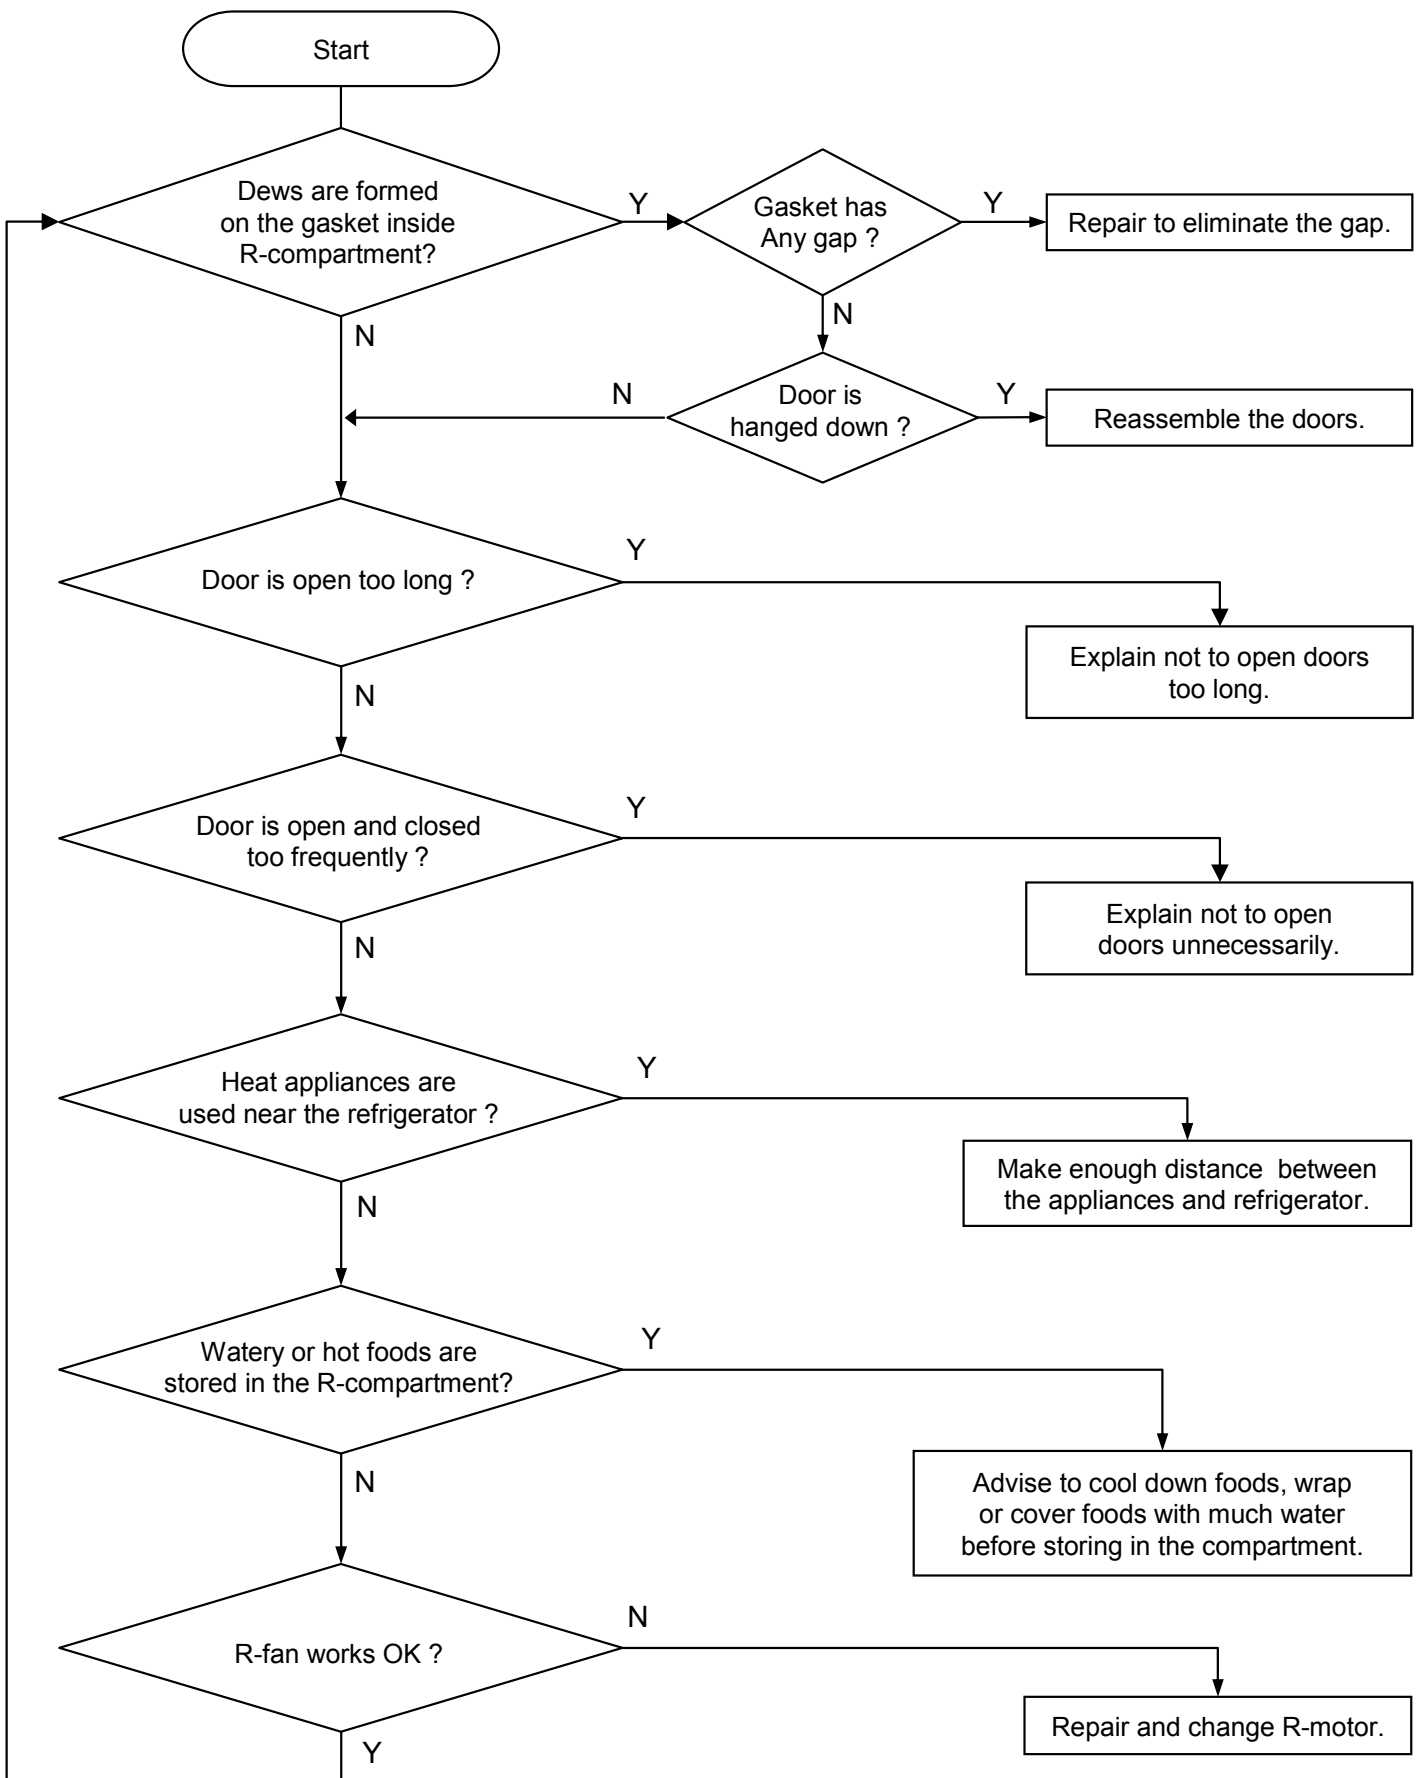 Start
Dews are formed
on the gasket inside
R-compartment?
Y
Gasket has
Any gap ?
Y
Repair to eliminate the gap.
N
N
Door is
hanged down ?
Y
Reassemble the doors.
N
Door is open too long ?
Y
Explain not to open doors
too long.
N
Door is open and closed
too frequently ?
Y
Explain not to open
doors unnecessarily.
N
Heat appliances are
used near the refrigerator ?
Y
Make enough distance  between
the appliances and refrigerator.
N
Watery or hot foods are
stored in the R-compartment?
Y
Advise to cool down foods, wrap
or cover foods with much water
before storing in the compartment.
N
R-fan works OK ?
N
Repair and change R-motor.
Y